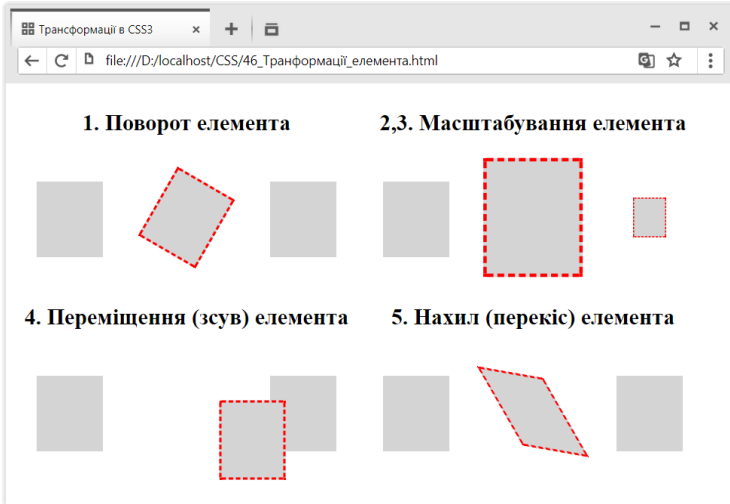 Трансформації в CSS3
file:///D:/localhost/CSS/46_Транформації_елемента.html
1. Поворот елемента
2,3. Масштабування елемента
4. Переміщення (зсув) елемента
5. Нахил (перекіс) елемента